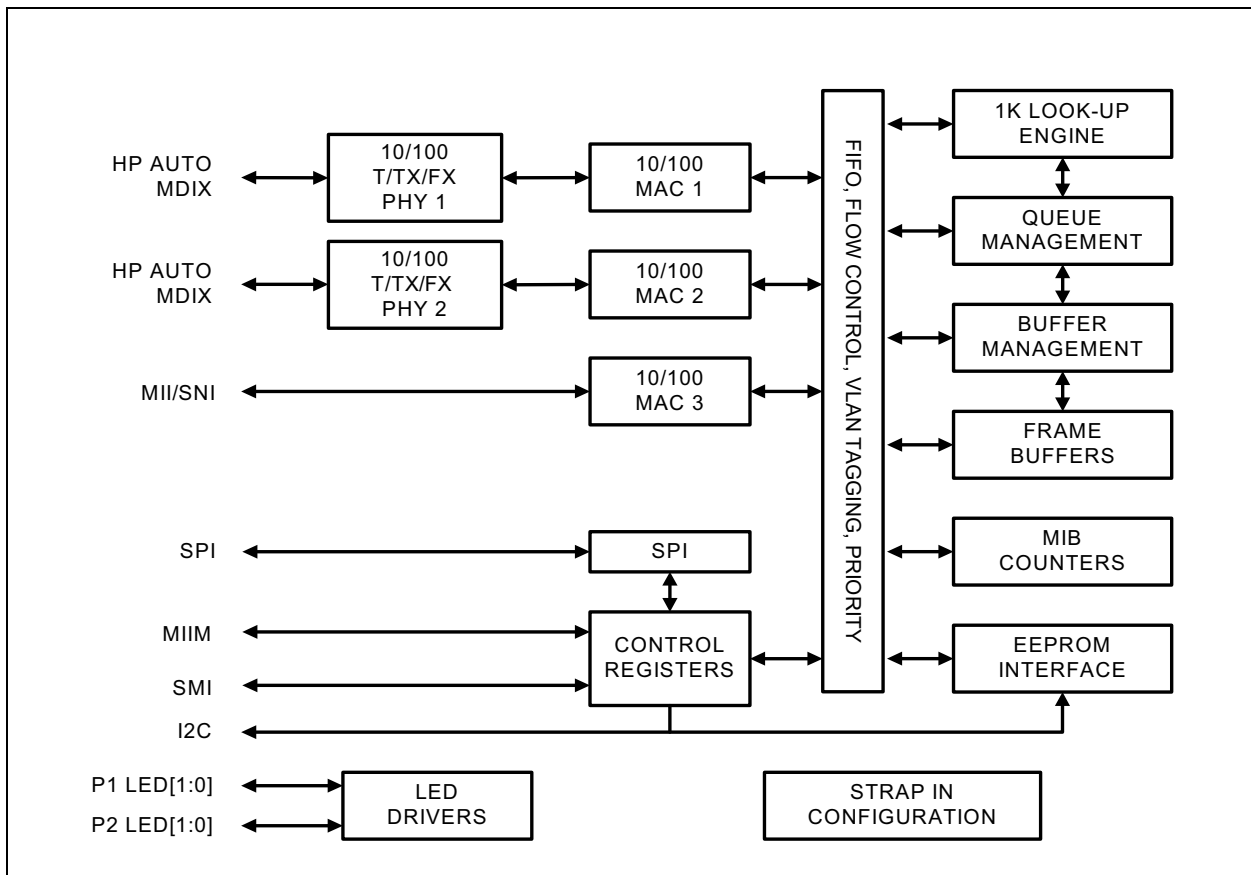 HP AUTO
MDIX
10/100
T/TX/FX
PHY 1
10/100
MAC 1
HP AUTO
MDIX
10/100
T/TX/FX
PHY 2
10/100
MAC 2
MII/SNI
10/100
MAC 3
SPI
SPI
MIIM
SMI
CONTROL
REGISTERS
I2C
P1 LED[1:0]
P2 LED[1:0]
LED
DRIVERS
FIFO, FLOW CONTROL, VLAN TAGGING, PRIORITY
1K LOOK-UP
ENGINE
QUEUE
MANAGEMENT
BUFFER
MANAGEMENT
FRAME
BUFFERS
MIB
COUNTERS
EEPROM
INTERFACE
STRAP IN
CONFIGURATION